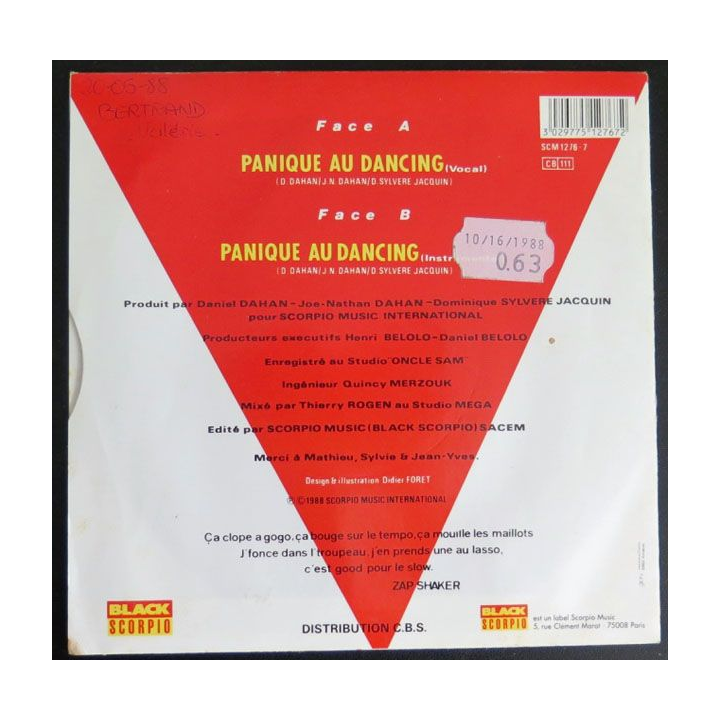 20-06-88
BERTRAND
Valérie.
Face A
PANIQUE AU DANCING (Vocal)
(D. DAHAN/J.N. DAHAN/D. SYLVERE JACQUIN)
Face B
PANIQUE AU DANCING (Instr
(D. DAHAN/J.N. DAHAN/D. SYLVERE JACQUIN)
3 029775 127672
SCM 1276-7
CB 111
10/16/1988
0.63
Produit par Daniel DAHAN - Joe-Nathan DAHAN - Dominique SYLVERE JACQUIN
pour SCORPIO MUSIC INTERNATIONAL
Producteurs executifs Henri BELOLO - Daniel BELOLO
Enregistré au Studio "ONCLE SAM"
Ingénieur Quincy MERZOUK
Mixé par Thierry ROGEN au Studio MEGA
Edité par SCORPIO MUSIC (BLACK SCORPIO) SACEM
Merci à Mathieu, Sylvie & Jean-Yves.
Design & illustration Didier FORET
℗ © 1988 SCORPIO MUSIC INTERNATIONAL
Ça clope a gogo, ça bouge sur le tempo, ça mouille les maillots
J'fonce dans l'troupeau, j'en prends une au lasso,
c'est good pour le slow.
ZAP SHAKER
BLACK
SCORPIO
DISTRIBUTION C.B.S.
BLACK
SCORPIO
est un label Scorpio Music
5, rue Clément Marot - 75008 Paris